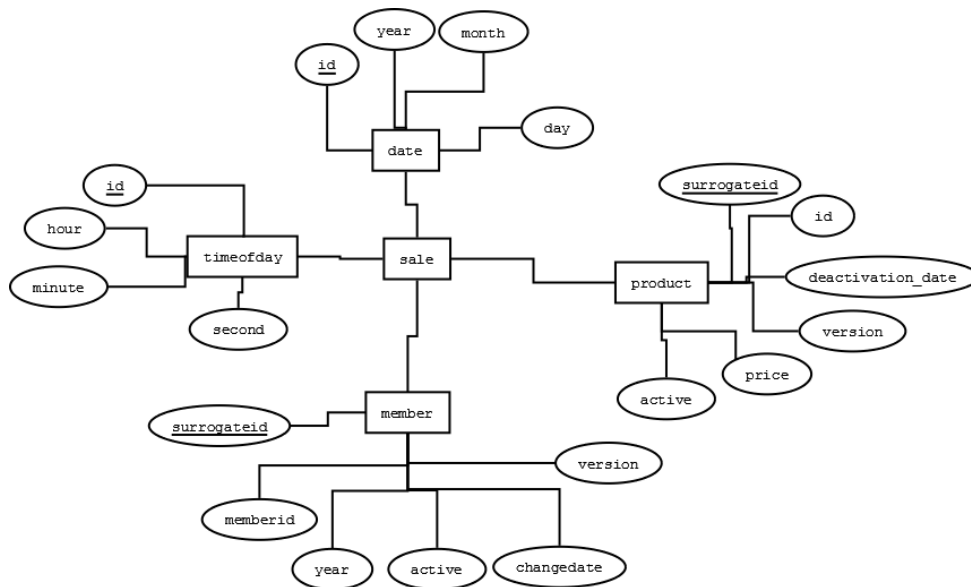 year
month
id
day
date
surrogateid
id
id
hour
timeofday
sale
deactivation_date
product
minute
second
version
price
active
member
surrogateid
version
memberid
year
active
changedate